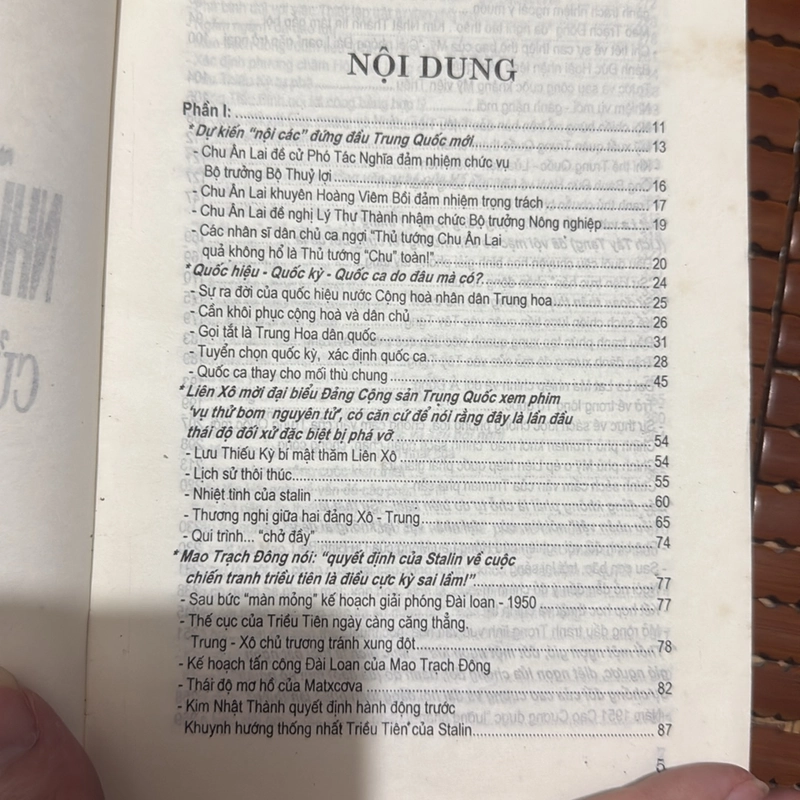 NỘI DUNG
Phần I: 11
* Dự kiến "nội các" đứng đầu Trung Quốc mới 13
- Chu Ân Lai đề cử Phó Tác Nghĩa đảm nhiệm chức vụ
Bộ trưởng Bộ Thuỷ lợi 16
- Chu Ân Lai khuyên Hoàng Viêm Bồi đảm nhiệm trọng trách 17
- Chu Ân Lai đề nghị Lý Thư Thành nhậm chức Bộ trưởng Nông nghiệp 19
- Các nhân sĩ dân chủ ca ngợi "Thủ tướng Chu Ân Lai
quả không hổ là Thủ tướng "Chu" toàn!" 20
* Quốc hiệu - Quốc kỳ - Quốc ca do đâu mà có? 24
- Sự ra đời của quốc hiệu nước Cộng hoà nhân dân Trung hoa 25
- Cần khôi phục cộng hoà và dân chủ 26
- Gọi tắt là Trung Hoa dân quốc 31
- Tuyển chọn quốc kỳ, xác định quốc ca 28
- Quốc ca thay cho mối thù chung 45
* Liên Xô mời đại biểu Đảng Cộng sản Trung Quốc xem phim
'vụ thử bom nguyên tử', có căn cứ để nói rằng đây là lần đầu
thái độ đối xử đặc biệt bị phá vỡ 54
- Lưu Thiếu Kỳ bí mật thăm Liên Xô 54
- Lịch sử thôi thúc 55
- Nhiệt tình của stalin 60
- Thương nghị giữa hai đảng Xô - Trung 65
- Qui trình... "chở đầy" 74
* Mao Trạch Đông nói: "quyết định của Stalin về cuộc
chiến tranh triều tiên là điều cực kỳ sai lầm!" 77
- Sau bức "màn mỏng" kế hoạch giải phóng Đài loan - 1950 77
- Thế cục của Triều Tiên ngày càng căng thẳng.
Trung - Xô chủ trương tránh xung đột 78
- Kế hoạch tấn công Đài Loan của Mao Trạch Đông
- Thái độ mơ hồ của Matxcơva 82
- Kim Nhật Thành quyết định hành động trước
Khuynh hướng thống nhất Triều Tiên của Stalin 87
5